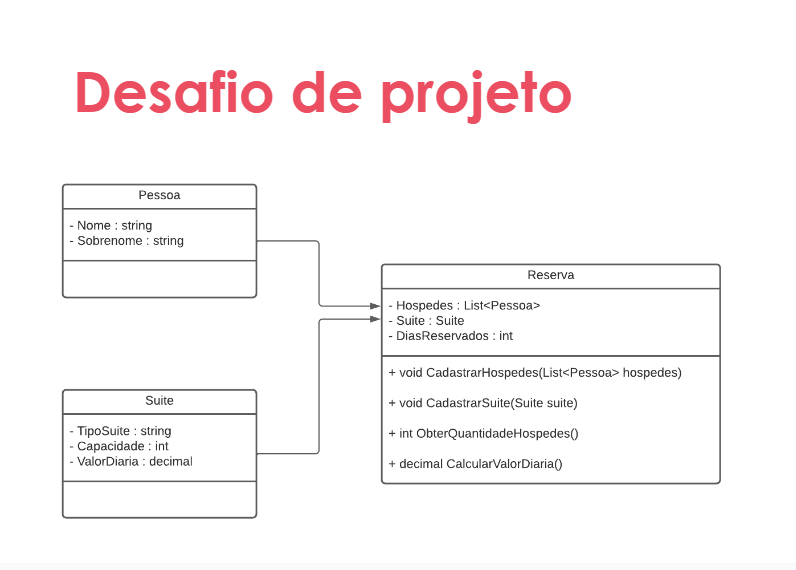 Desafio de projeto
Pessoa
- Nome : string
- Sobrenome : string
Suite
- TipoSuite : string
- Capacidade : int
- ValorDiaria : decimal
Reserva
- Hospedes : List<Pessoa>
- Suite : Suite
- DiasReservados : int
+ void CadastrarHospedes(List<Pessoa> hospedes)
+ void CadastrarSuite(Suite suite)
+ int ObterQuantidadeHospedes()
+ decimal CalcularValorDiaria()